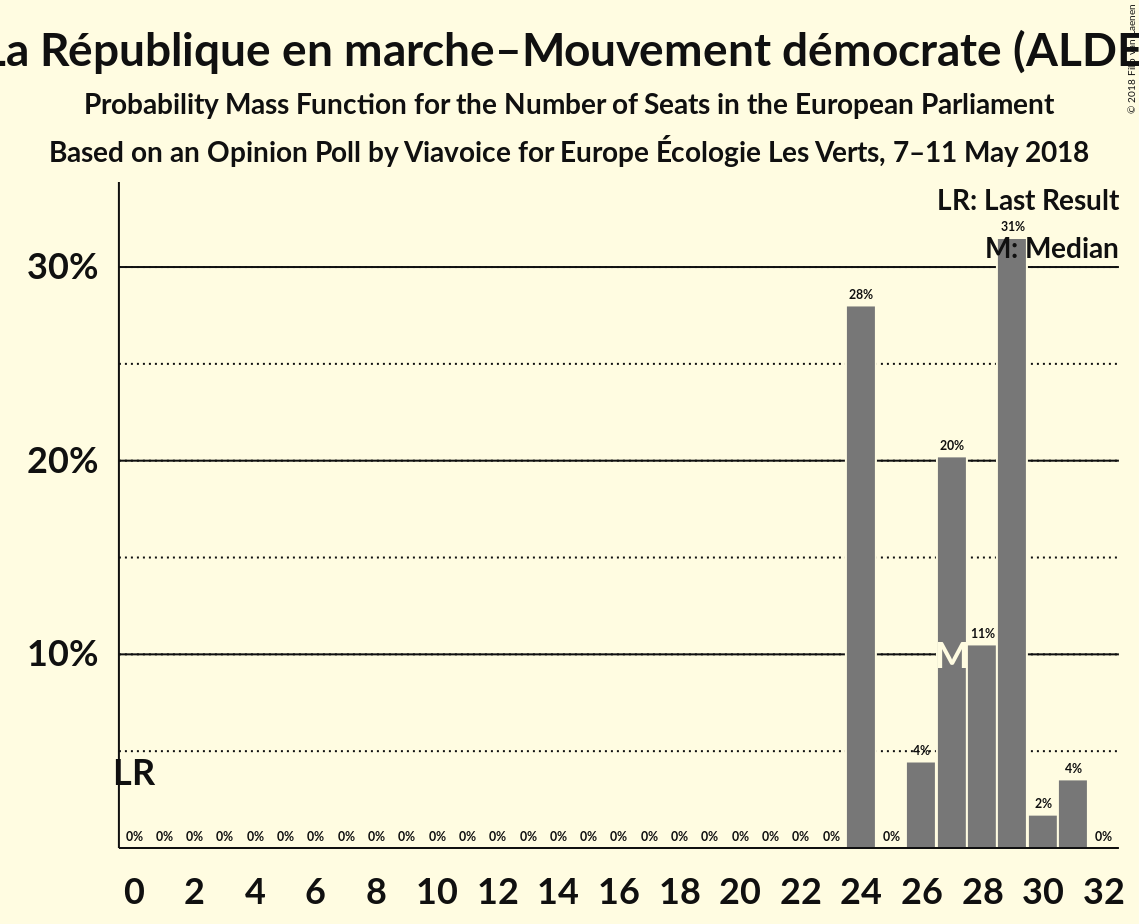 La République en marche–Mouvement démocrate (ALDE
Probability Mass Function for the Number of Seats in the European Parliament
Based on an Opinion Poll by Viavoice for Europe Écologie Les Verts, 7–11 May 2018
© 2018
LR: Last Result
M: Median
30%
20%
10%
31%
28%
20%
11%
M
4%
LR
4%
2%
0% 0% 0% 0% 0% 0% 0% 0% 0% 0% 0% 0% 0% 0% 0% 0% 0% 0% 0% 0% 0% 0% 0% 0% 0% 0%
0 2 4 6 8 10 12 14 16 18 20 22 24 26 28 30 32